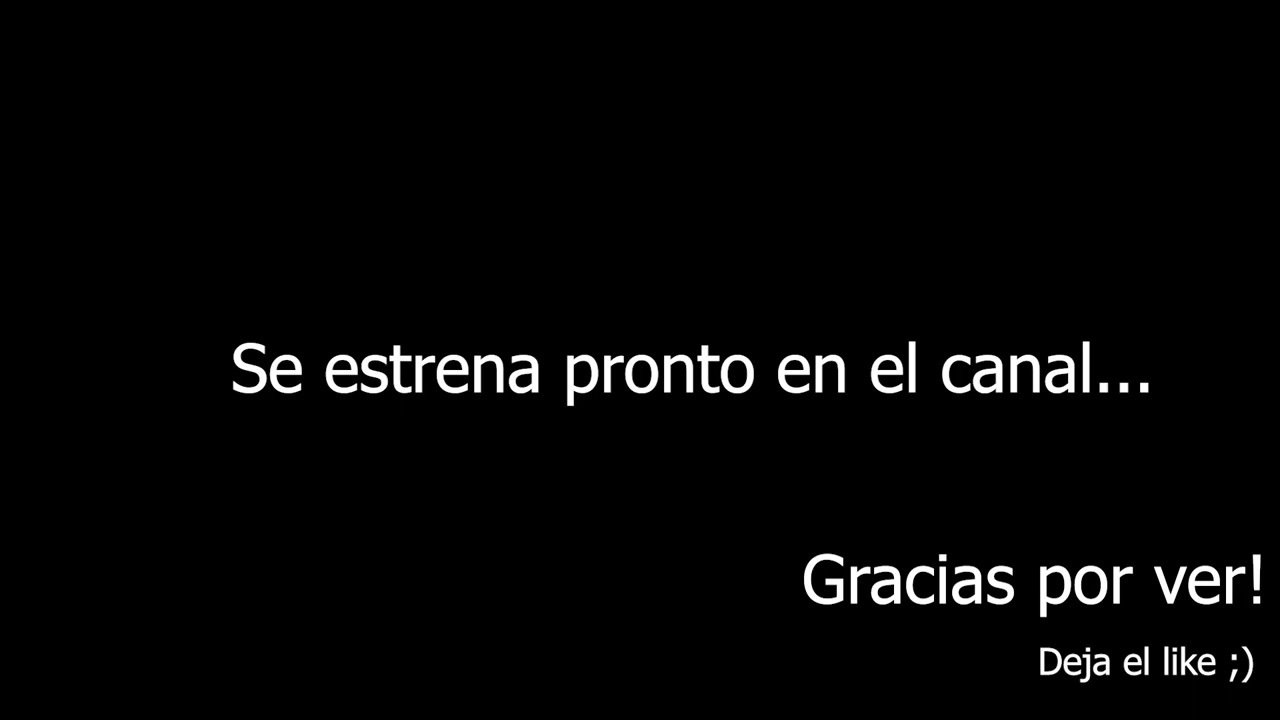 Se estrena pronto en el canal...
Gracias por ver!
Deja el like ;)